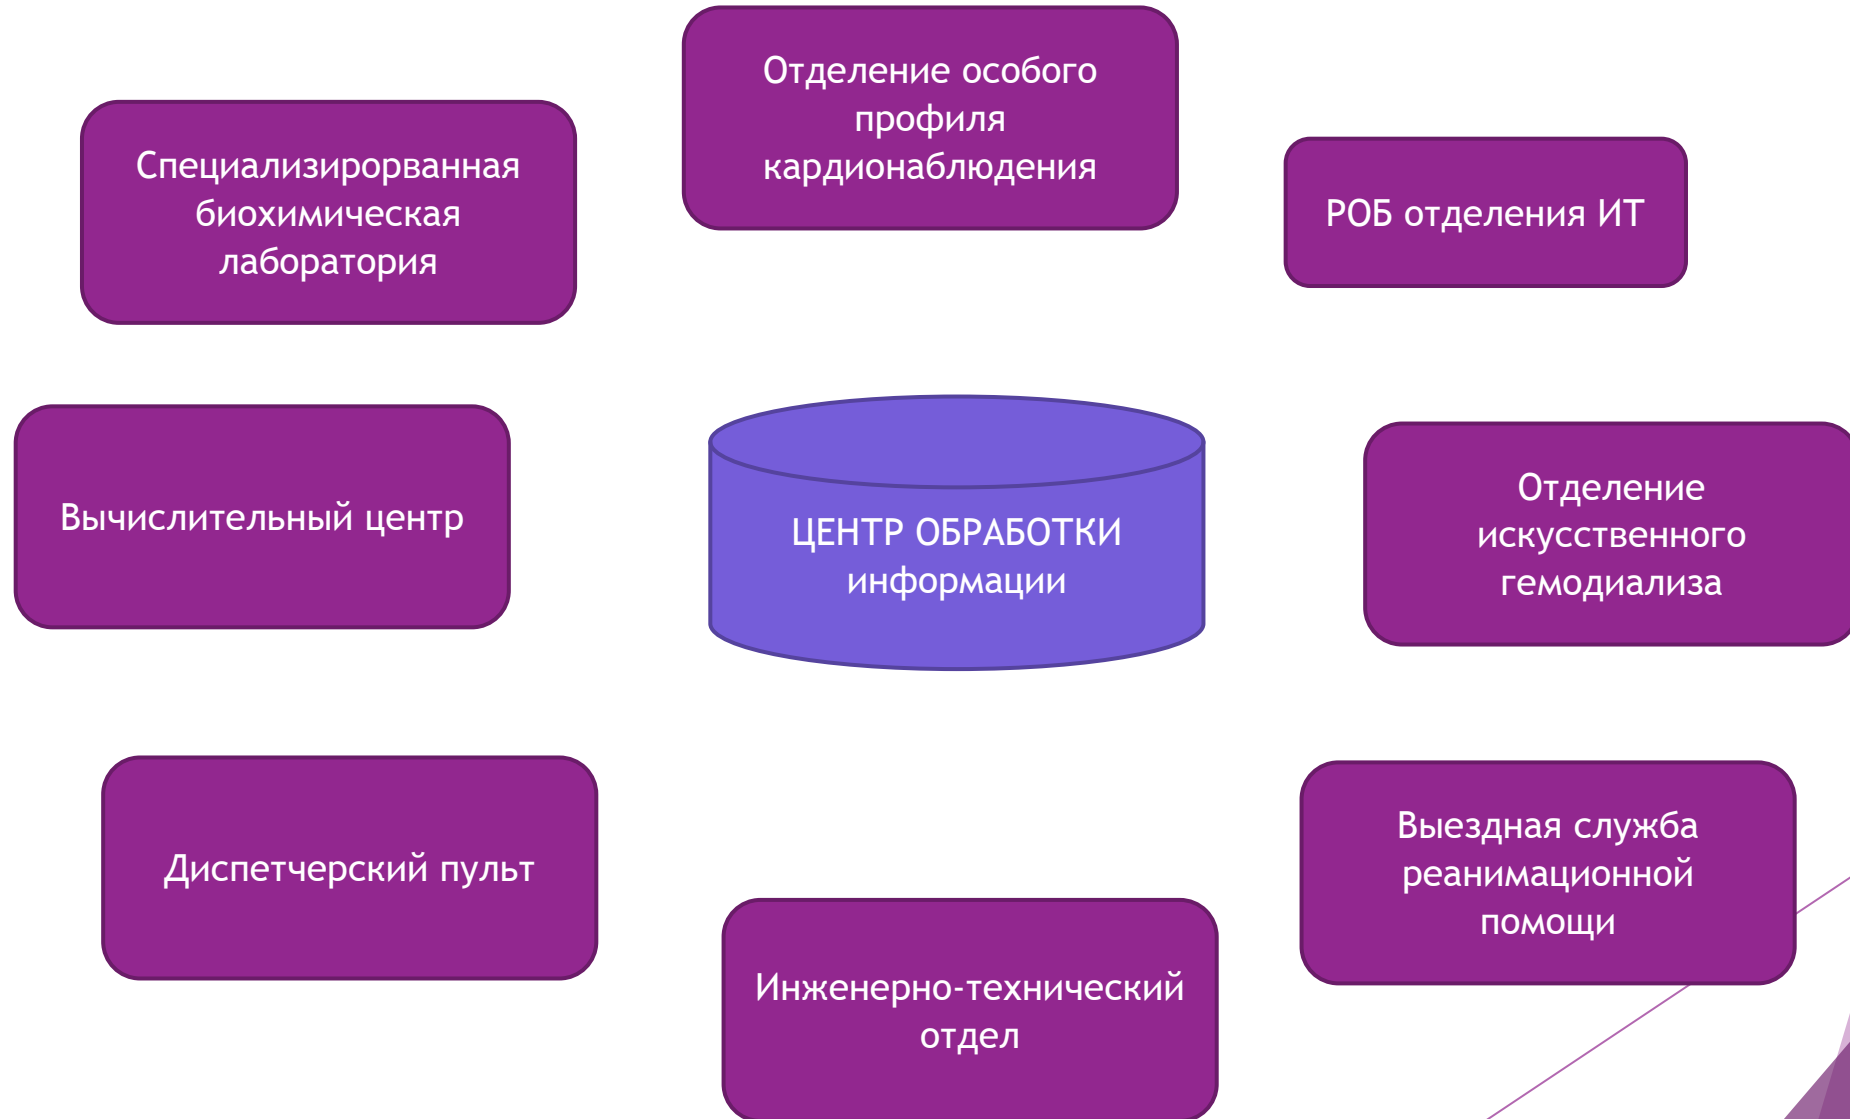 Отделение особого
профиля
кардионаблюдения
Специализирорванная
биохимическая
лаборатория
РОБ отделения ИТ
Вычислительный центр
ЦЕНТР ОБРАБОТКИ
информации
Отделение
искусственного
гемодиализа
Диспетчерский пульт
Выездная служба
реанимационной
помощи
Инженерно-технический
отдел